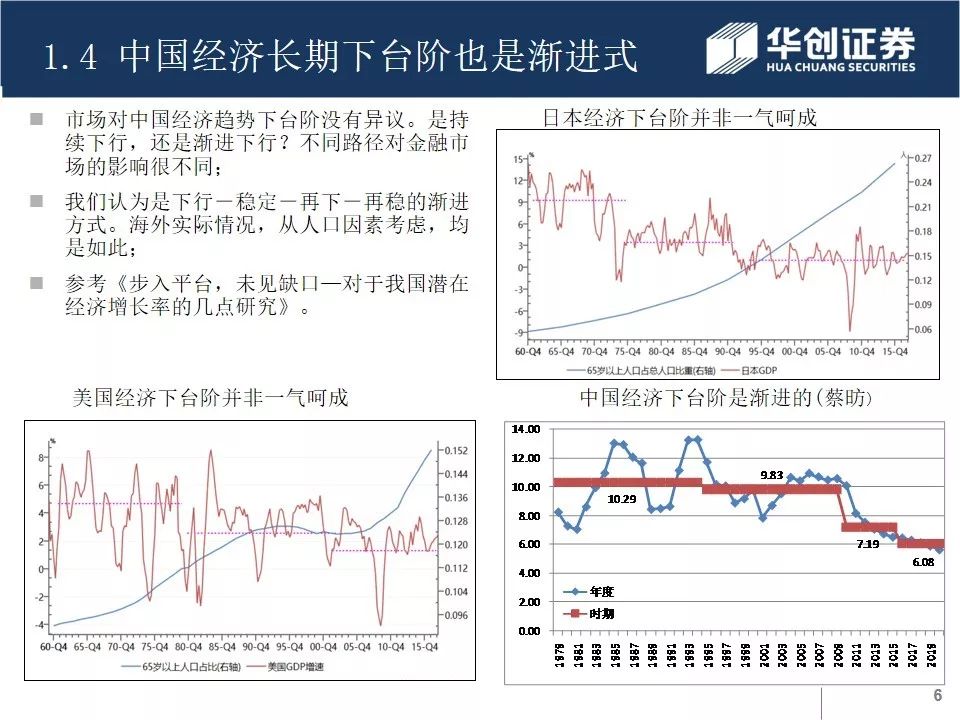 1.4 中国经济长期下台阶也是渐进式
华创证券
HUA CHUANG SECURITIES
■ 市场对中国经济趋势下台阶没有异议。是持
续下行，还是渐进下行？不同路径对金融市
场的影响很不同；
■ 我们认为是下行－稳定－再下－再稳的渐进
方式。海外实际情况，从人口因素考虑，均
是如此；
■ 参考《步入平台，未见缺口—对于我国潜在
经济增长率的几点研究》。
日本经济下台阶并非一气呵成
% 人
15 12 9 6 3 0 -3 -6 -9
0.27 0.24 0.21 0.18 0.15 0.12 0.09 0.06
60-Q4 65-Q4 70-Q4 75-Q4 80-Q4 85-Q4 90-Q4 95-Q4 00-Q4 05-Q4 10-Q4 15-Q4
65岁以上人口占总人口比重(右轴) 日本GDP
美国经济下台阶并非一气呵成
%
8 6 4 2 0 -2 -4
0.152 0.144 0.136 0.128 0.120 0.112 0.104 0.096
60-Q4 65-Q4 70-Q4 75-Q4 80-Q4 85-Q4 90-Q4 95-Q4 00-Q4 05-Q4 10-Q4 15-Q4
65岁以上人口占比(右轴) 美国GDP增速
中国经济下台阶是渐进的(蔡昉)
14.00
12.00
10.00
8.00
6.00
4.00
2.00
0.00
10.29
9.83
7.19
6.08
年度
时期
1979 1981 1983 1985 1987 1989 1991 1993 1995 1997 1999 2001 2003 2005 2007 2009 2011 2013 2015 2017 2019
6